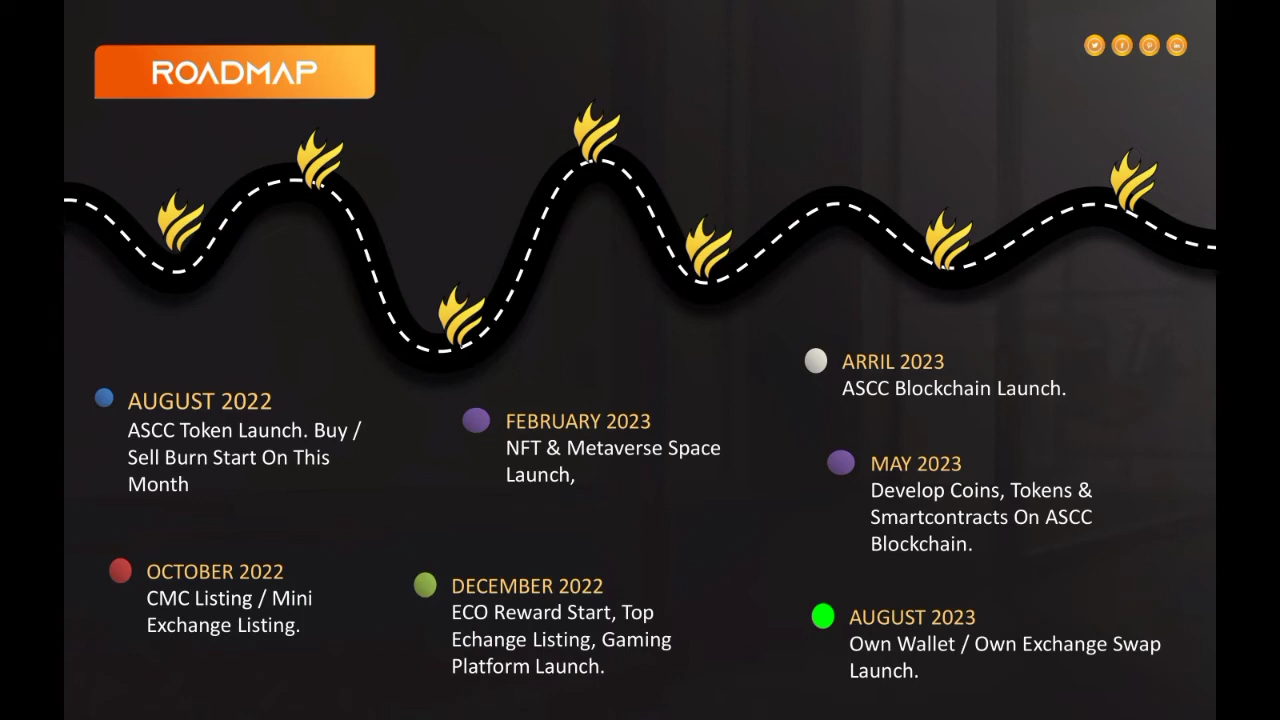 ROADMAP
AUGUST 2022
ASCC Token Launch. Buy /
Sell Burn Start On This
Month
OCTOBER 2022
CMC Listing / Mini
Exchange Listing.
FEBRUARY 2023
NFT & Metaverse Space
Launch,
DECEMBER 2022
ECO Reward Start, Top
Echange Listing, Gaming
Platform Launch.
ARRIL 2023
ASCC Blockchain Launch.
MAY 2023
Develop Coins, Tokens &
Smartcontracts On ASCC
Blockchain.
AUGUST 2023
Own Wallet / Own Exchange Swap
Launch.